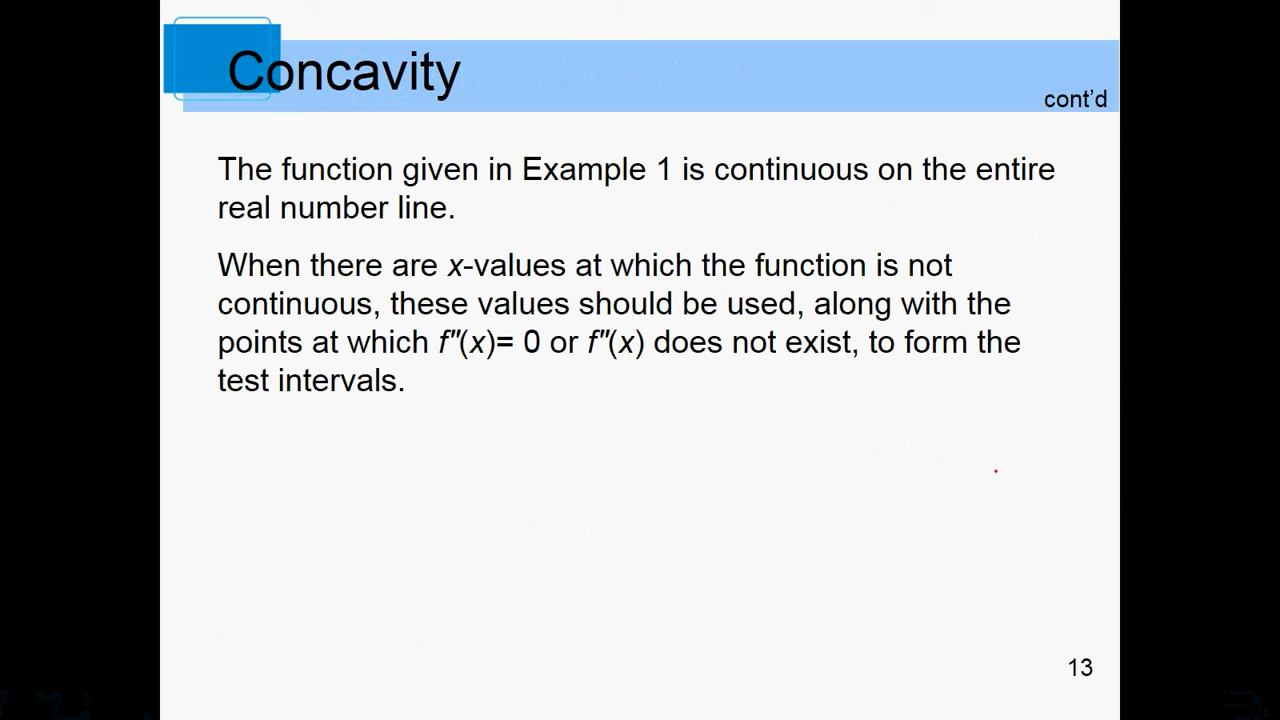 Concavity
cont’d
The function given in Example 1 is continuous on the entire
real number line.
When there are x-values at which the function is not
continuous, these values should be used, along with the
points at which f″(x)= 0 or f″(x) does not exist, to form the
test intervals.
13